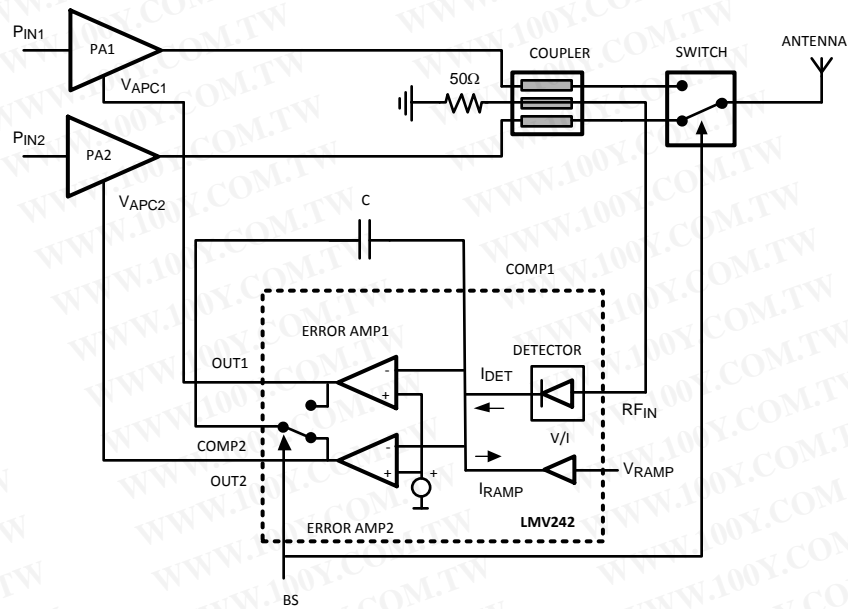 PIN1
PA1
VAPC1
PIN2
PA2
VAPC2
50Ω
COUPLER
SWITCH
ANTENNA
C
COMP1
ERROR AMP1
OUT1
DETECTOR
IDET
RFIN
V/I
-
+
COMP2
OUT2
-
+
+
IRAMP
VRAMP
ERROR AMP2
LMV242
BS
WWW.100Y.COM.TW